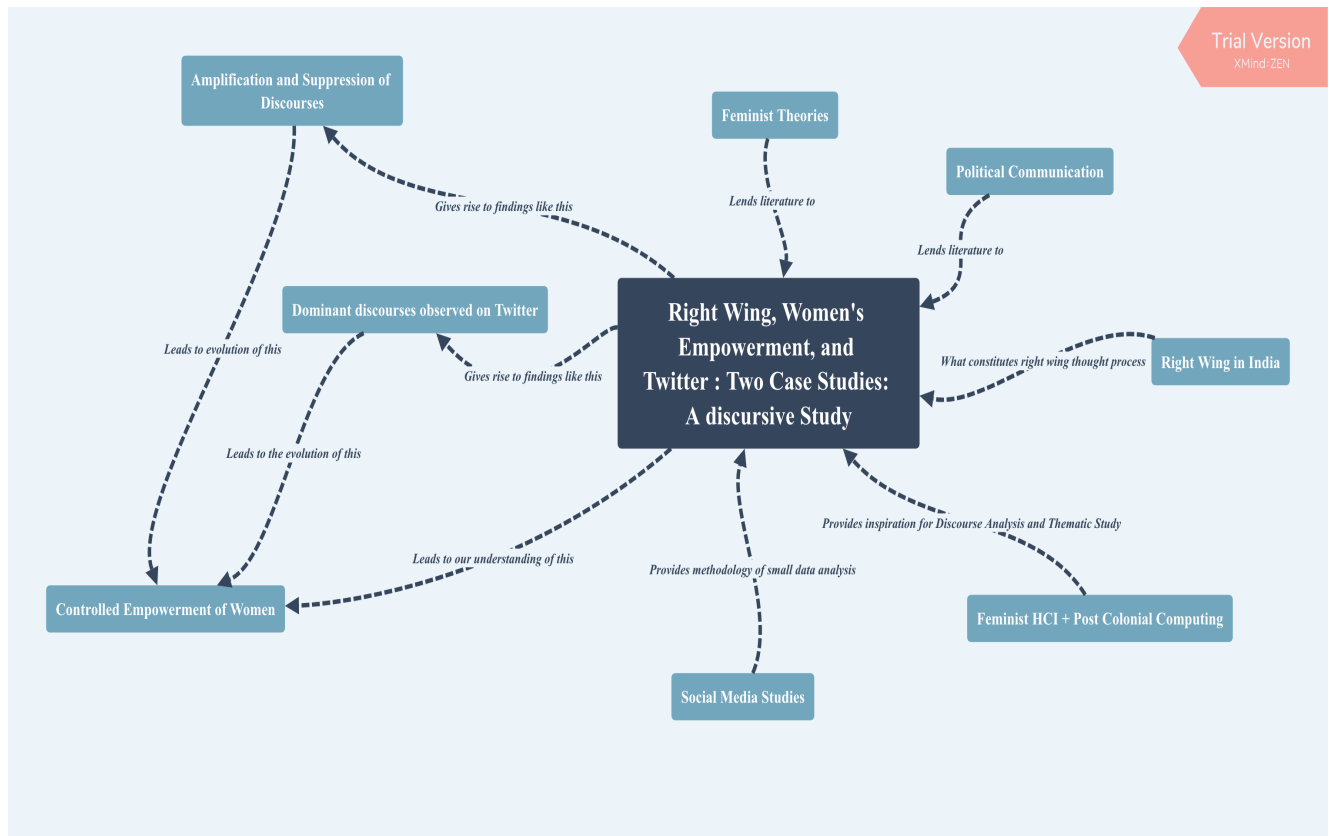 Trial Version
XMind:ZEN
Amplification and Suppression of
Discourses
Feminist Theories
Political Communication
Lends literature to
Gives rise to findings like this
Lends literature to
Dominant discourses observed on Twitter
Right Wing, Women's
Empowerment, and
Twitter : Two Case Studies:
A discursive Study
Leads to evolution of this
Gives rise to findings like this
What constitutes right wing thought process
Right Wing in India
Leads to the evolution of this
Provides inspiration for Discourse Analysis and Thematic Study
Leads to our understanding of this
Provides methodology of small data analysis
Controlled Empowerment of Women
Feminist HCI + Post Colonial Computing
Social Media Studies